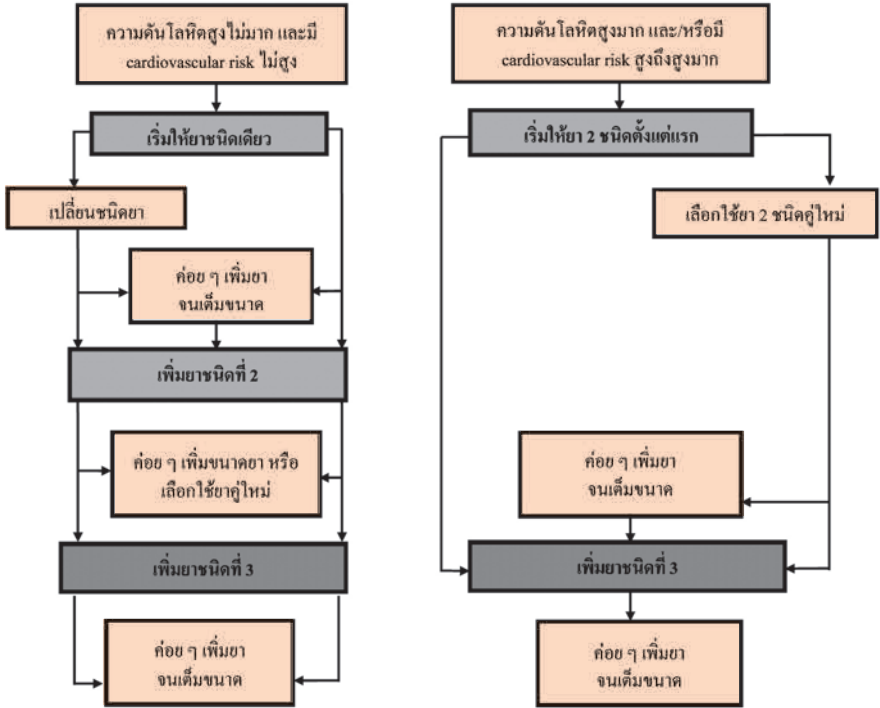 ความดันโลหิตสูงไม่มาก และมี
cardiovascular risk ไม่สูง
เริ่มให้ยาชนิดเดียว
เปลี่ยนชนิดยา
ค่อย ๆ เพิ่มยา
จนเต็มขนาด
เพิ่มยาชนิดที่ 2
ค่อย ๆ เพิ่มขนาดยา หรือ
เลือกใช้ยาคู่ใหม่
เพิ่มยาชนิดที่ 3
ค่อย ๆ เพิ่มยา
จนเต็มขนาด
ความดันโลหิตสูงมาก และ/หรือมี
cardiovascular risk สูงถึงสูงมาก
เริ่มให้ยา 2 ชนิดตั้งแต่แรก
เลือกใช้ยา 2 ชนิดคู่ใหม่
ค่อย ๆ เพิ่มยา
จนเต็มขนาด
เพิ่มยาชนิดที่ 3
ค่อย ๆ เพิ่มยา
จนเต็มขนาด